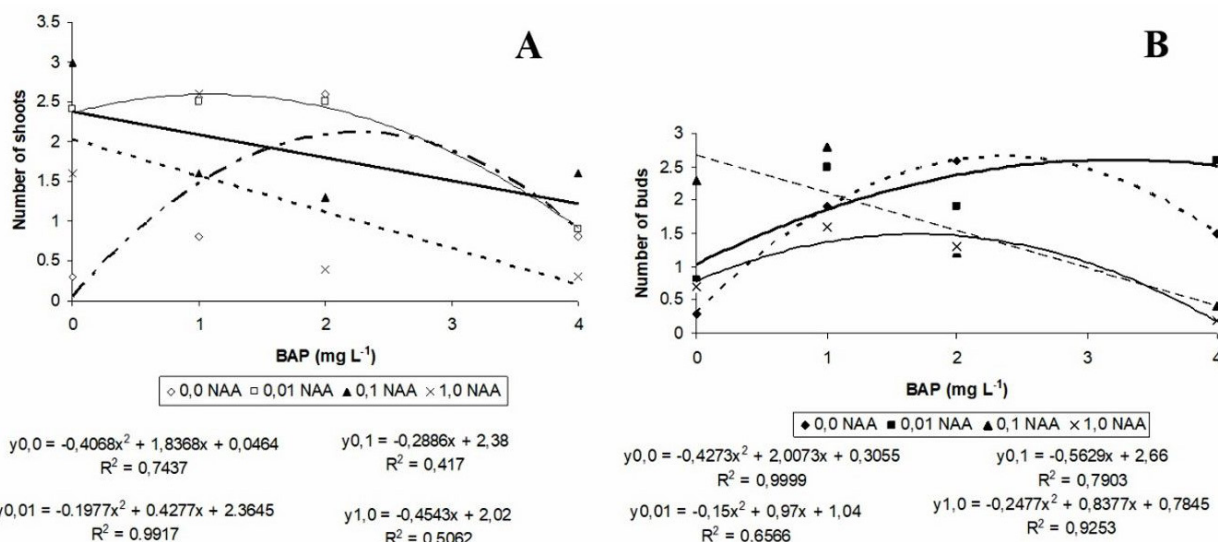 A
Number of shoots
3.5
3
2.5
2
1.5
1
0.5
0
0 1 2 3 4
BAP (mg L⁻¹)
◇ 0,0 NAA □ 0,01 NAA ▲ 0,1 NAA × 1,0 NAA
y0,0 = -0,4068x² + 1,8368x + 0,0464
R² = 0,7437
y0,1 = -0,2886x + 2,38
R² = 0,417
y0,01 = -0.1977x² + 0.4277x + 2.3645
R² = 0.9917
y1,0 = -0,4543x + 2,02
R² = 0,5062
B
Number of buds
3
2.5
2
1.5
1
0.5
0
0 1 2 3 4
BAP (mg L⁻¹)
◆ 0,0 NAA ■ 0,01 NAA ▲ 0,1 NAA × 1,0 NAA
y0,0 = -0,4273x² + 2,0073x + 0,3055
R² = 0,9999
y0,1 = -0,5629x + 2,66
R² = 0,7903
y0,01 = -0,15x² + 0,97x + 1,04
R² = 0,6566
y1,0 = -0,2477x² + 0,8377x + 0,7845
R² = 0,9253